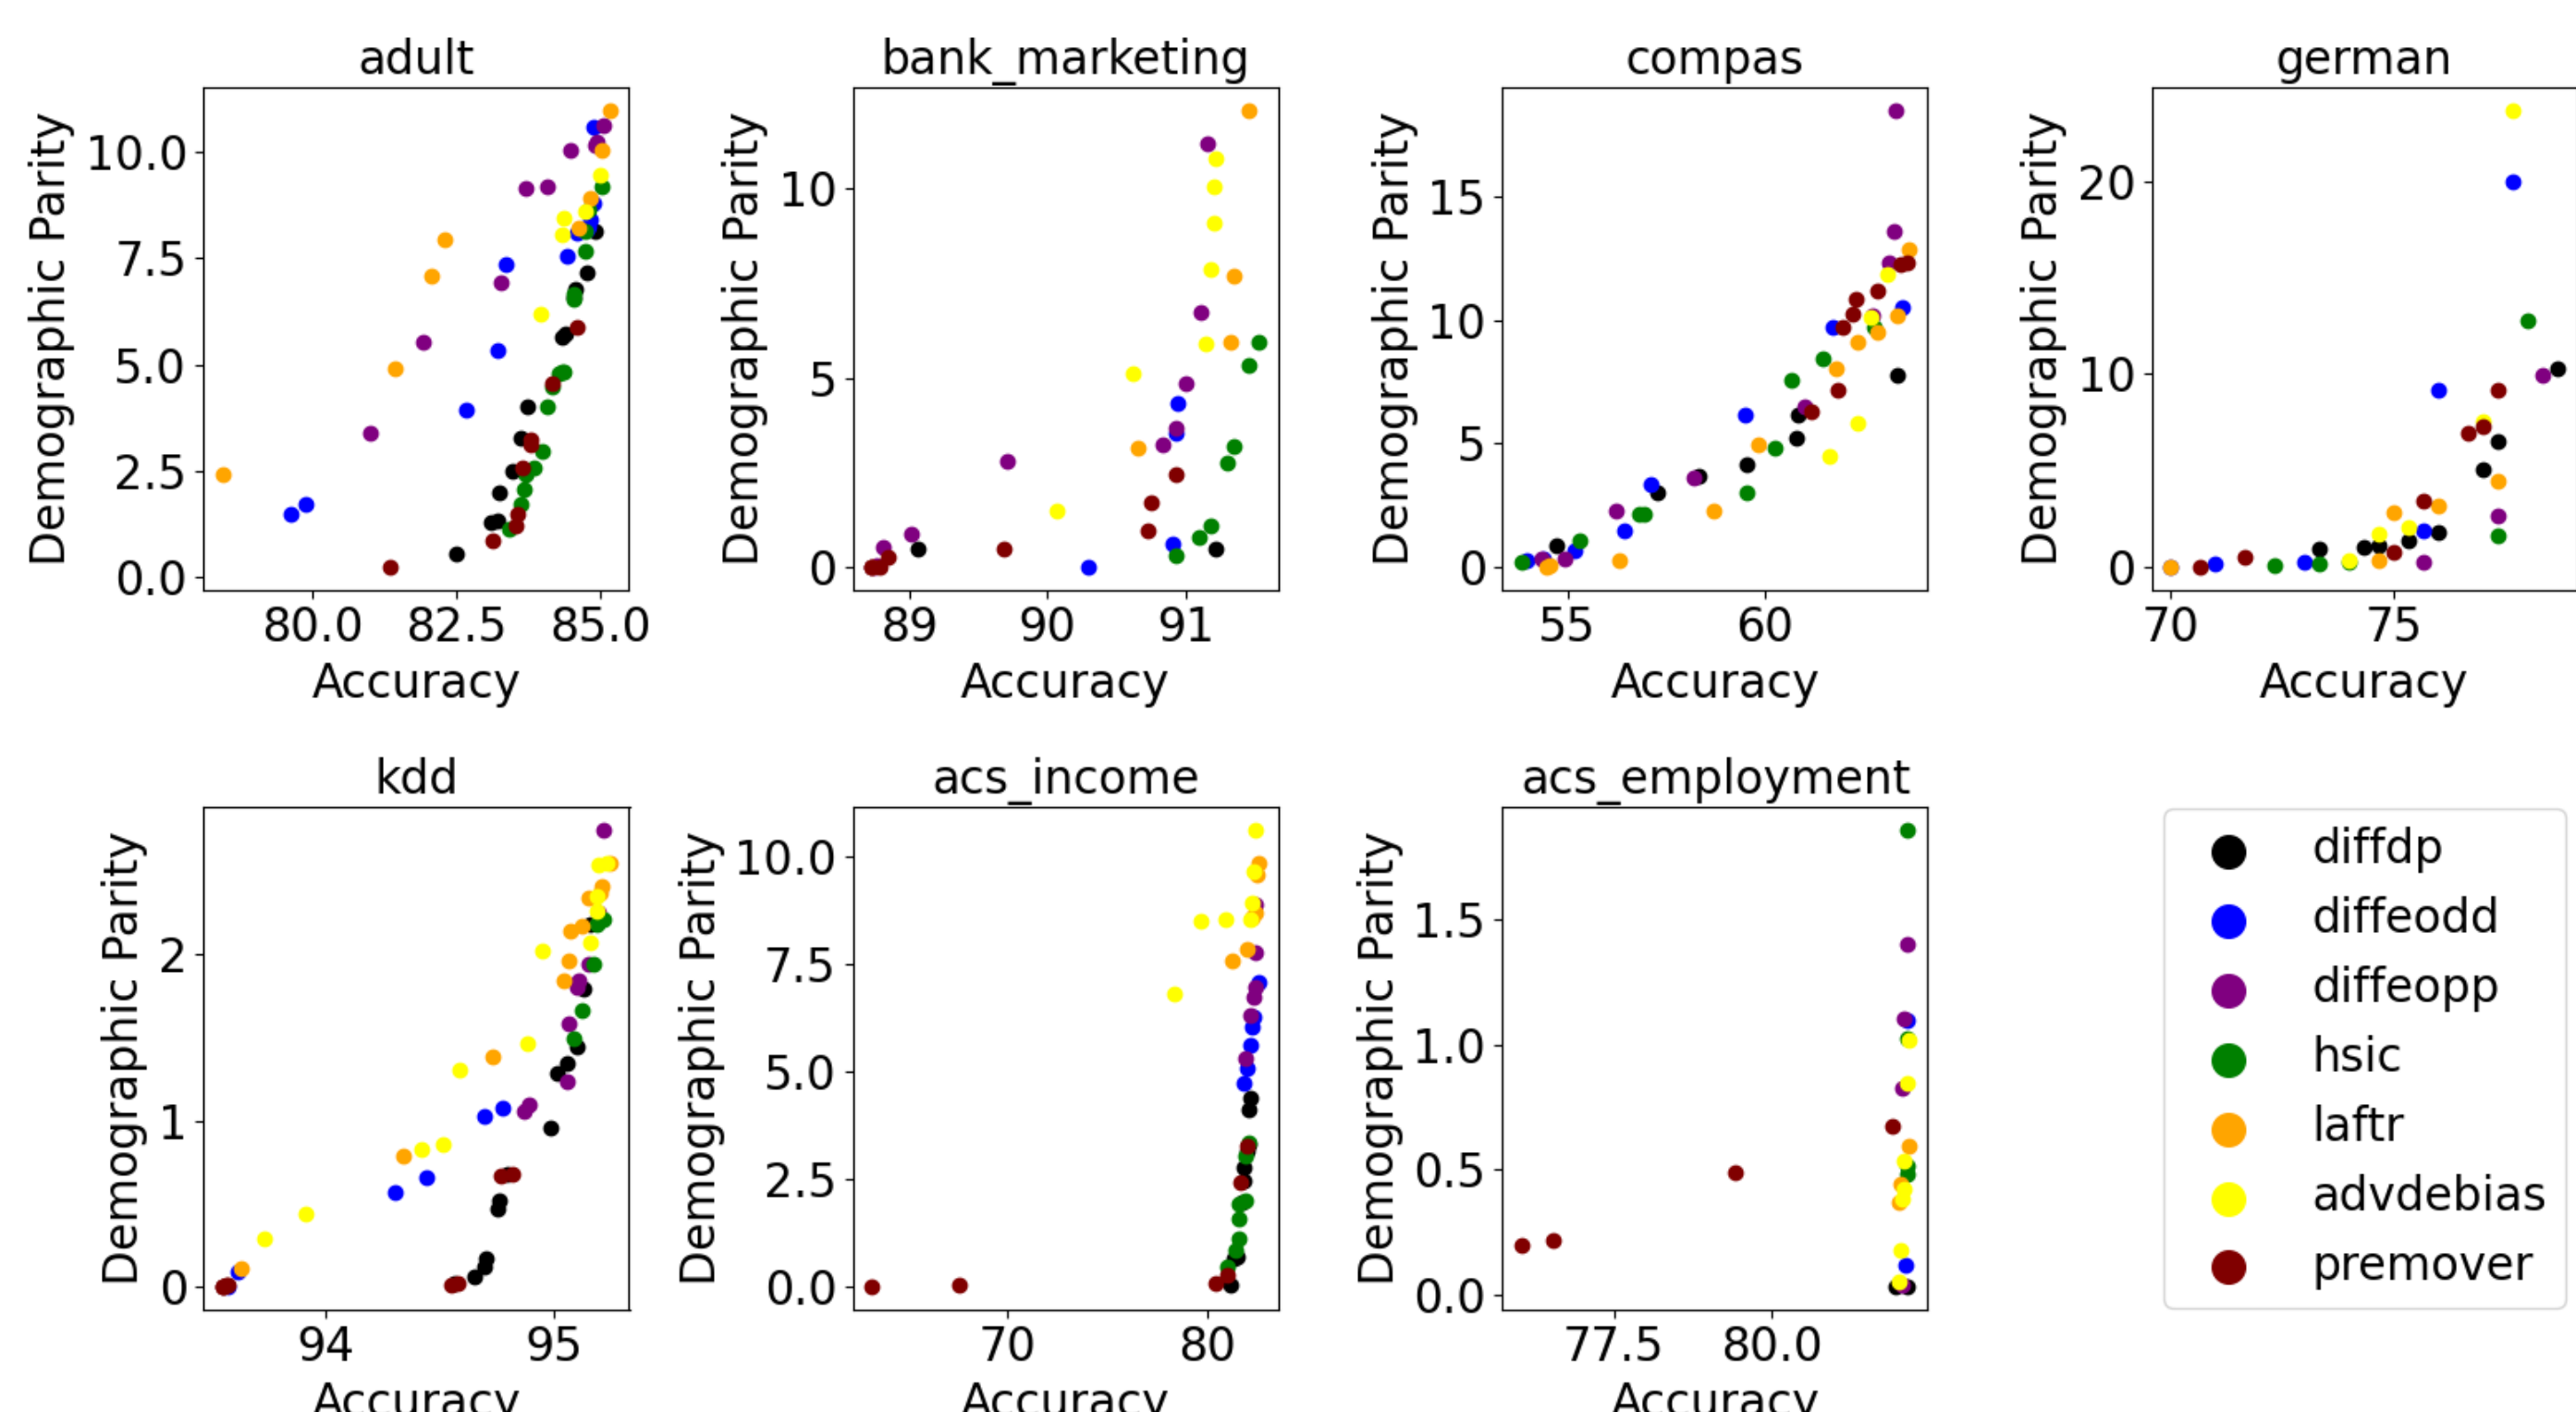 adult
bank_marketing
compas
german
Demographic Parity
10.0
7.5
5.0
2.5
0.0
80.0 82.5 85.0
Accuracy
Demographic Parity
10
5
0
89 90 91
Accuracy
Demographic Parity
15
10
5
0
55 60
Accuracy
Demographic Parity
20
10
0
70 75
Accuracy
kdd
acs_income
acs_employment
Demographic Parity
2
1
0
94 95
Accuracy
Demographic Parity
10.0
7.5
5.0
2.5
0.0
70 80
Accuracy
Demographic Parity
1.5
1.0
0.5
0.0
77.5 80.0
Accuracy
diffdp
diffeodd
diffeopp
hsic
laftr
advdebias
premover